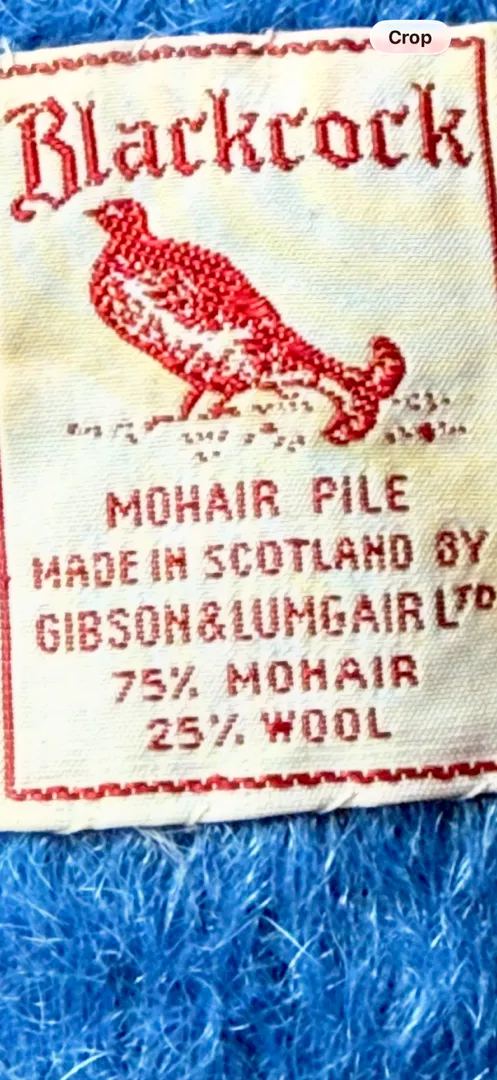 Crop
Blackcock
MOHAIR PILE
MADE IN SCOTLAND BY
GIBSON & LUMGAIR LTD
75% MOHAIR
25% WOOL